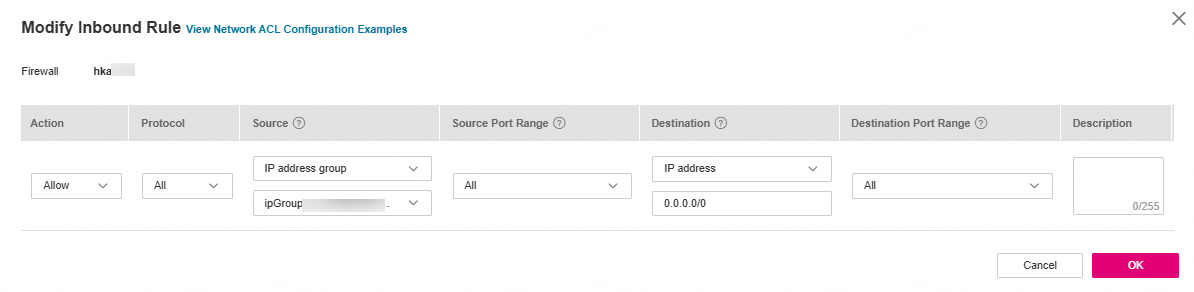 Modify Inbound Rule View Network ACL Configuration Examples
Firewall hka
Action Protocol Source ? Source Port Range ? Destination ? Destination Port Range ? Description
IP address group IP address
Allow All All All
ipGroup . 0.0.0.0/0
0/255
Cancel OK